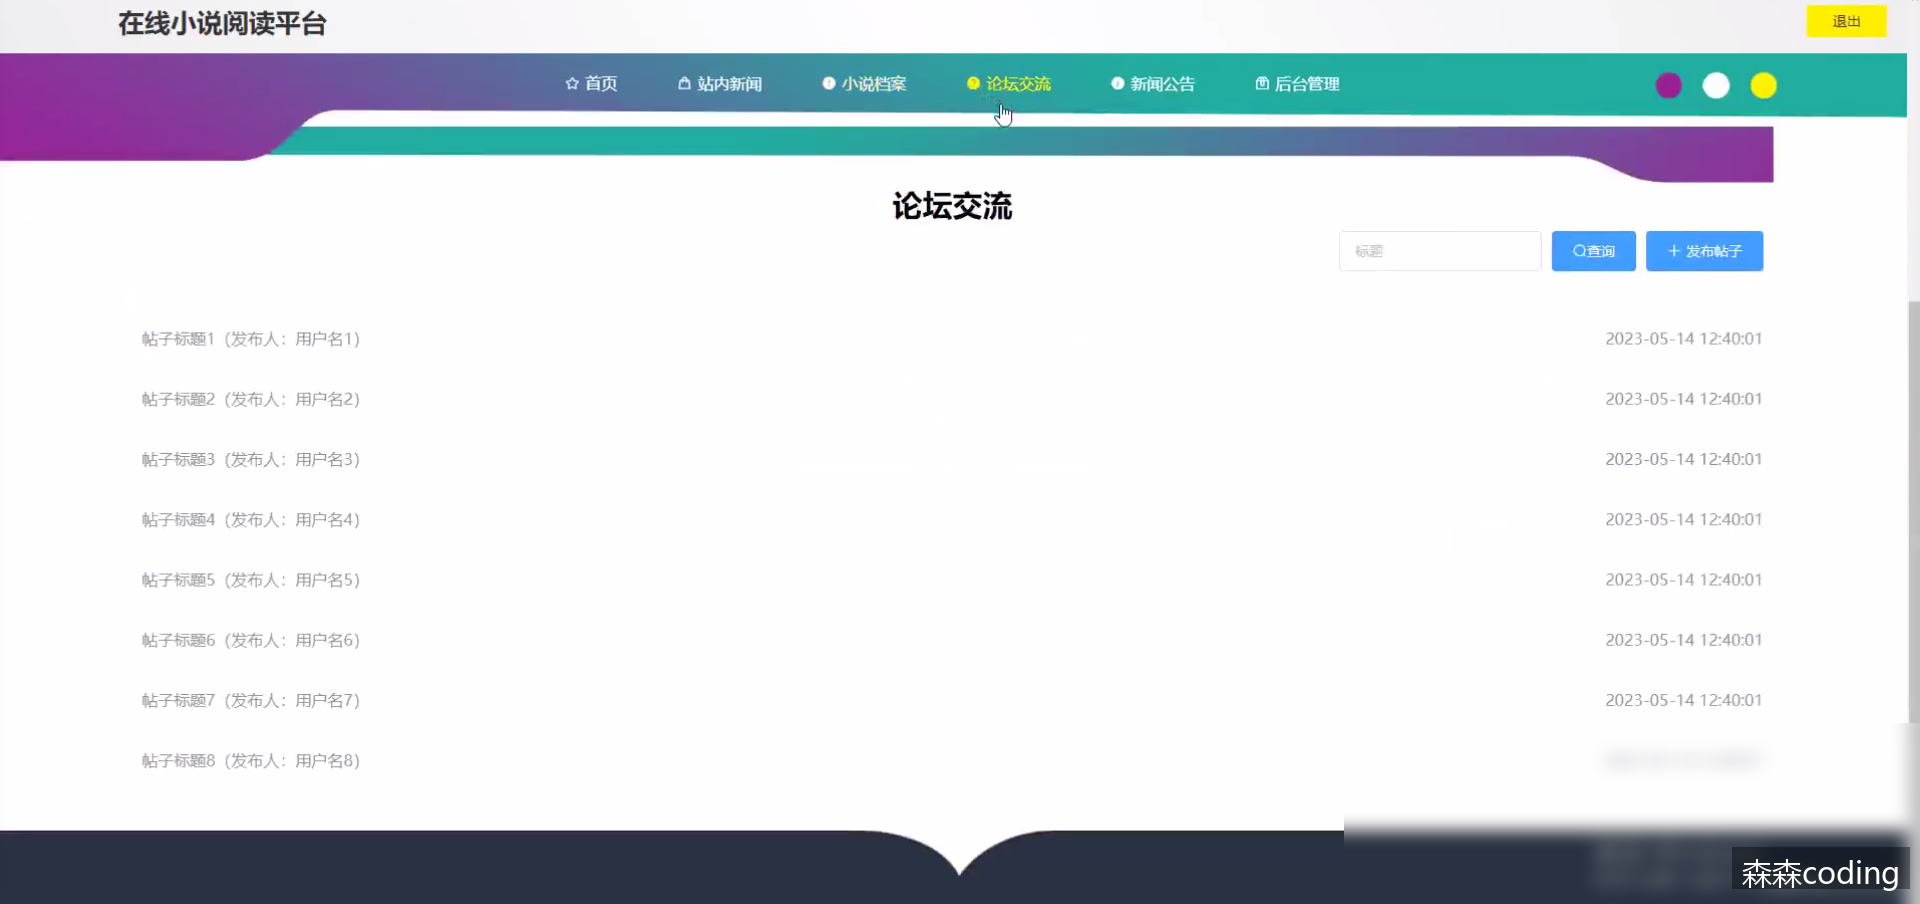 在线小说阅读平台
退出
首页 站内新闻 小说档案 论坛交流 新闻公告 后台管理
论坛交流
标题 查询 + 发布帖子
帖子标题1（发布人：用户名1） 2023-05-14 12:40:01
帖子标题2（发布人：用户名2） 2023-05-14 12:40:01
帖子标题3（发布人：用户名3） 2023-05-14 12:40:01
帖子标题4（发布人：用户名4） 2023-05-14 12:40:01
帖子标题5（发布人：用户名5） 2023-05-14 12:40:01
帖子标题6（发布人：用户名6） 2023-05-14 12:40:01
帖子标题7（发布人：用户名7） 2023-05-14 12:40:01
帖子标题8（发布人：用户名8）
森森coding